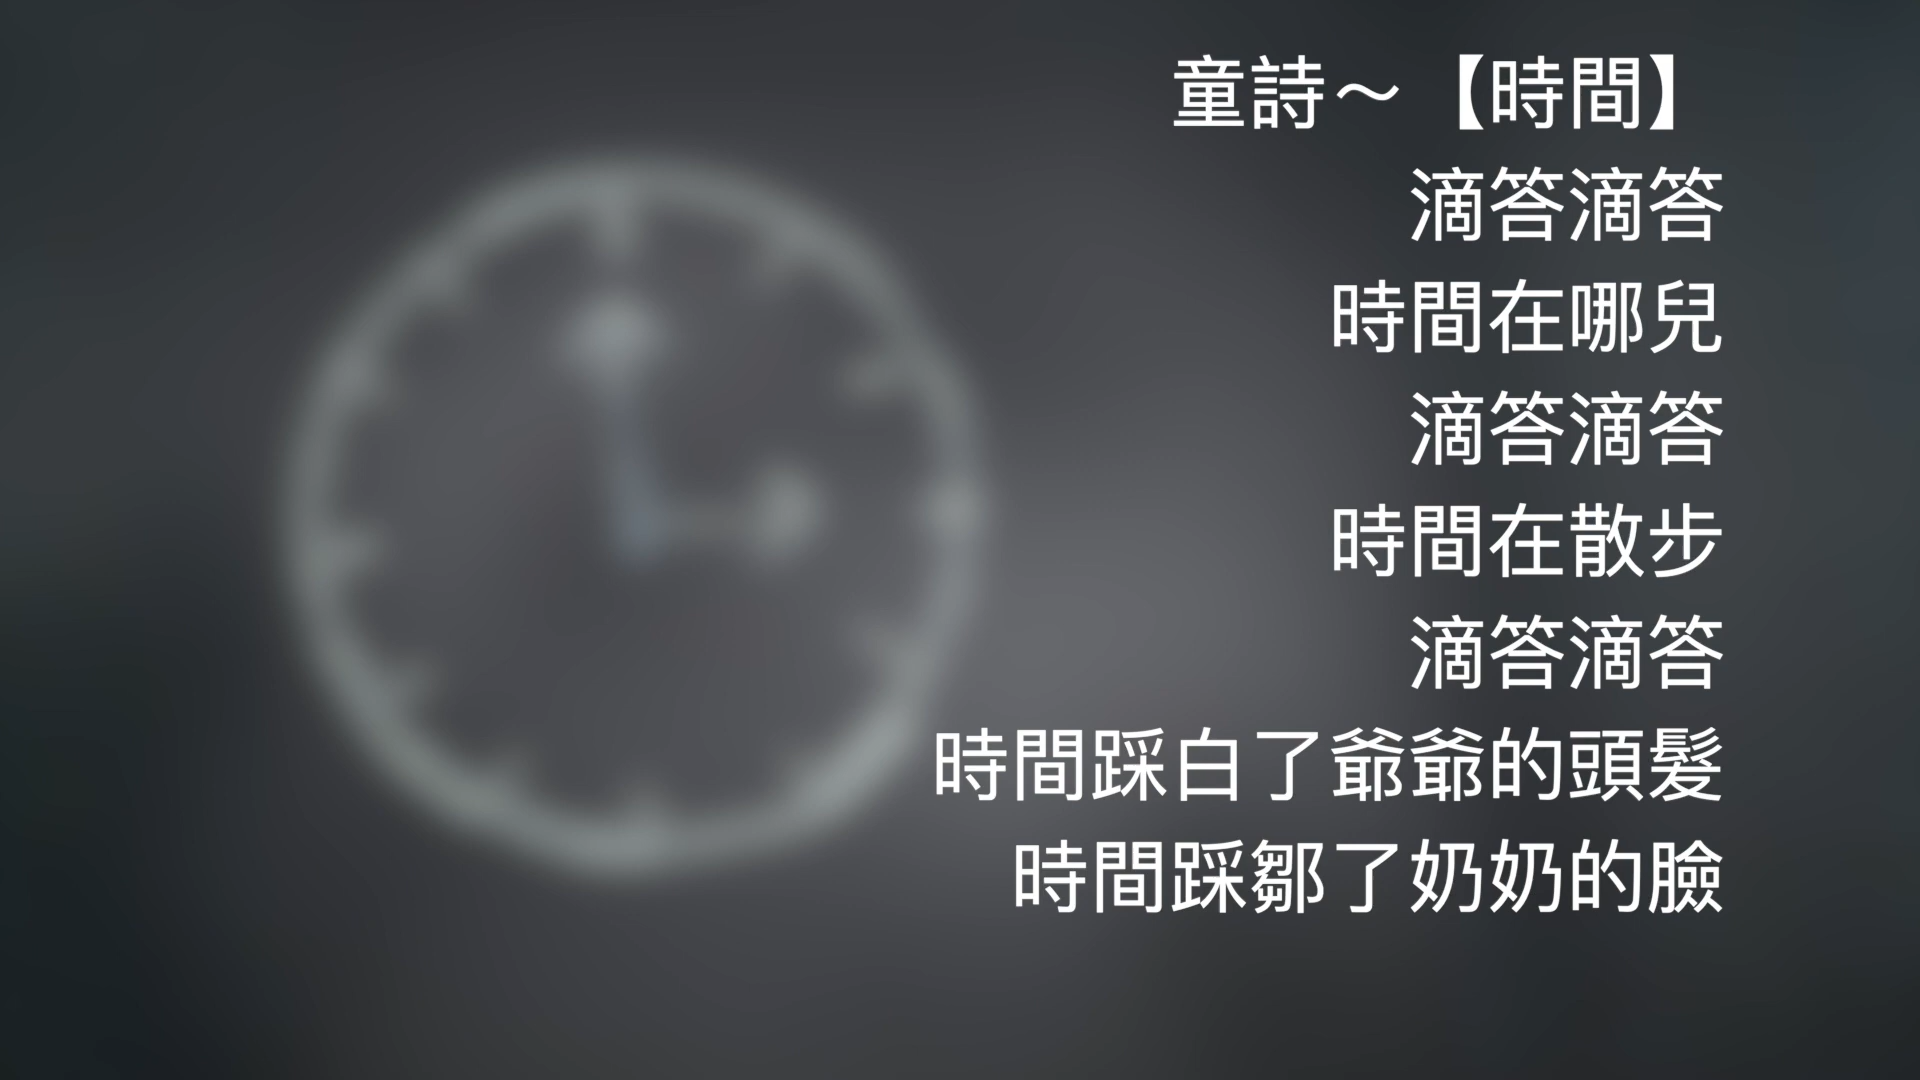 童詩～【時間】
滴答滴答
時間在哪兒
滴答滴答
時間在散步
滴答滴答
時間踩白了爺爺的頭髮
時間踩鄒了奶奶的臉